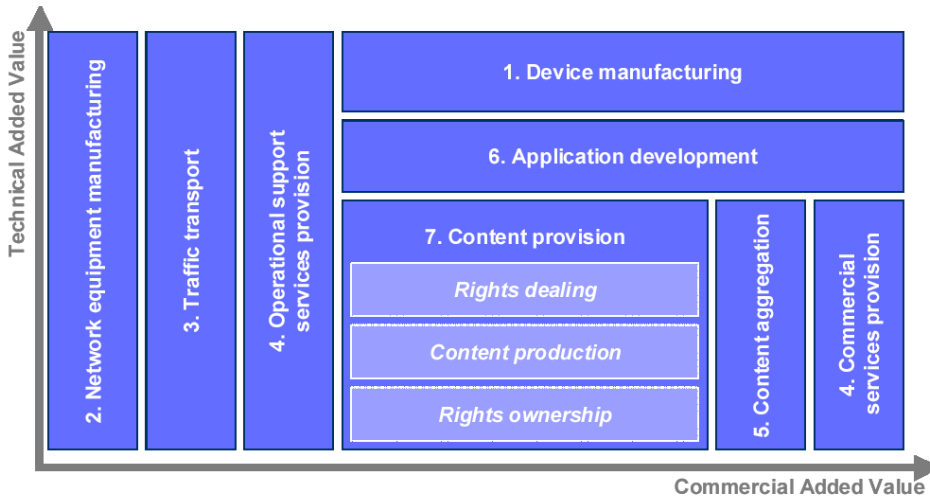 Technical Added Value
2. Network equipment manufacturing
3. Traffic transport
4. Operational support
services provision
1. Device manufacturing
6. Application development
7. Content provision
Rights dealing
Content production
Rights ownership
5. Content aggregation
4. Commercial
services provision
Commercial Added Value